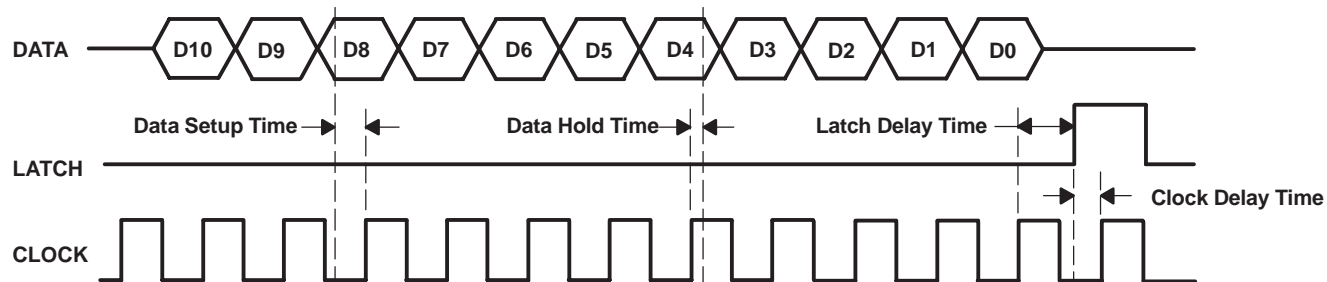 DATA D10 D9 D8 D7 D6 D5 D4 D3 D2 D1 D0
Data Setup Time Data Hold Time Latch Delay Time
LATCH
Clock Delay Time
CLOCK